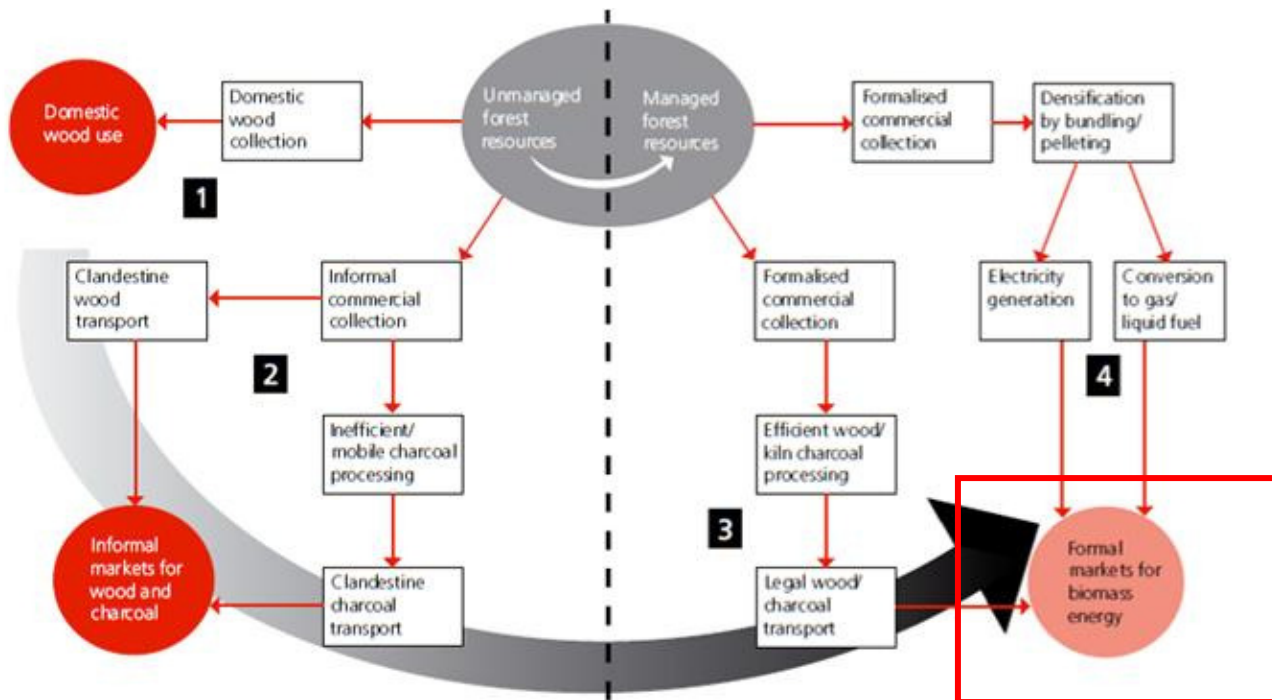 Domestic
wood use
Domestic
wood
collection
Unmanaged
forest
resources
Managed
forest
resources
Formalised
commercial
collection
Densification
by bundling/
pelleting
1
Clandestine
wood
transport
Informal
commercial
collection
Formalised
commercial
collection
Electricity
generation
Conversion
to gas/
liquid fuel
2
4
Inefficient/
mobile charcoal
processing
Efficient wood/
kiln charcoal
processing
3
Informal
markets for
wood and
charcoal
Clandestine
charcoal
transport
Legal wood/
charcoal
transport
Formal
markets for
biomass
energy